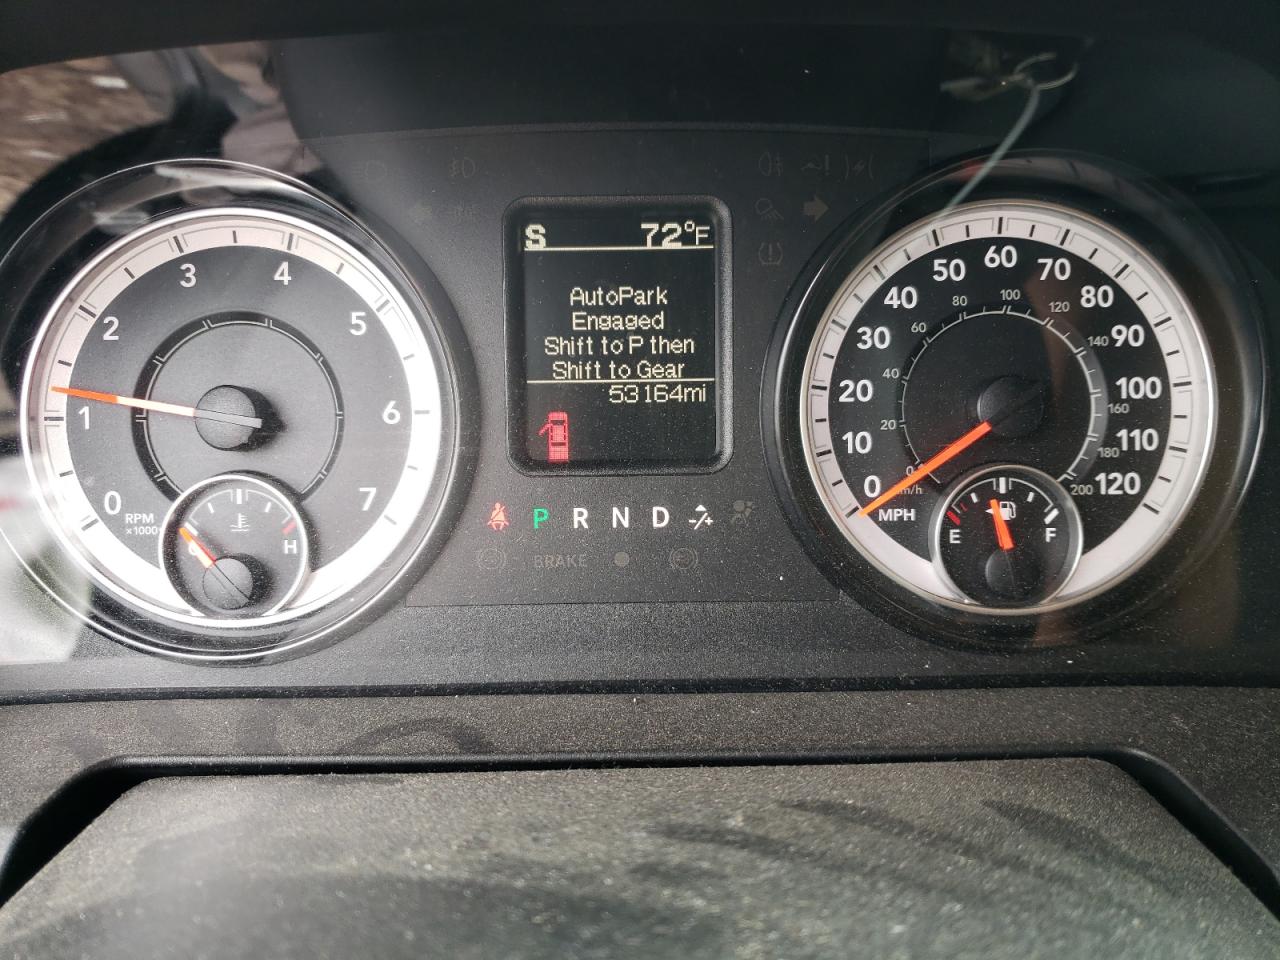 S 72°F
AutoPark
Engaged
Shift to P then
Shift to Gear
53164mi
0 1 2 3 4 5 6 7
RPM
x1000
H
P R N D -/+
BRAKE
0 10 20 30 40 50 60 70 80 90 100 110 120
MPH
20 40 60 80 100 120 140 160 180 200
E F